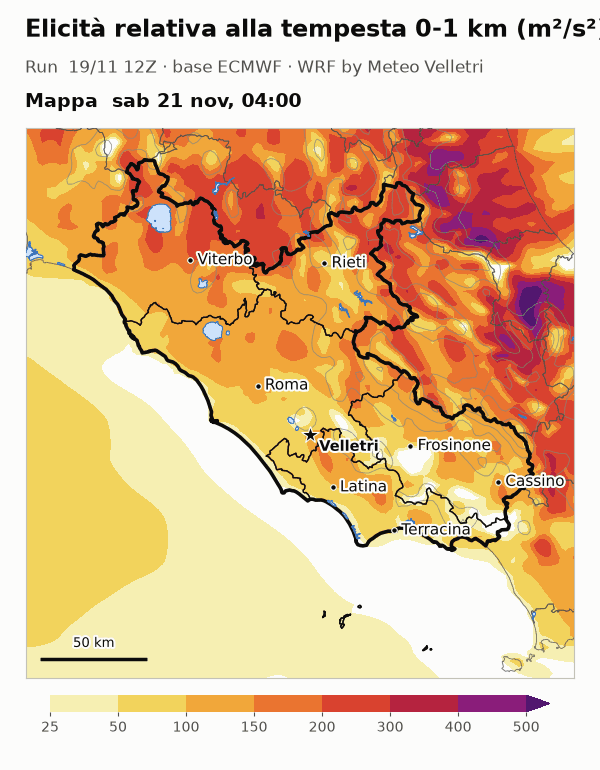 Elicità relativa alla tempesta 0-1 km (m²/s²)
Run  19/11 12Z · base ECMWF · WRF by Meteo Velletri
Mappa  sab 21 nov, 04:00
Viterbo
Rieti
Roma
Velletri
Frosinone
Latina
Cassino
Terracina
50 km
25 50 100 150 200 300 400 500